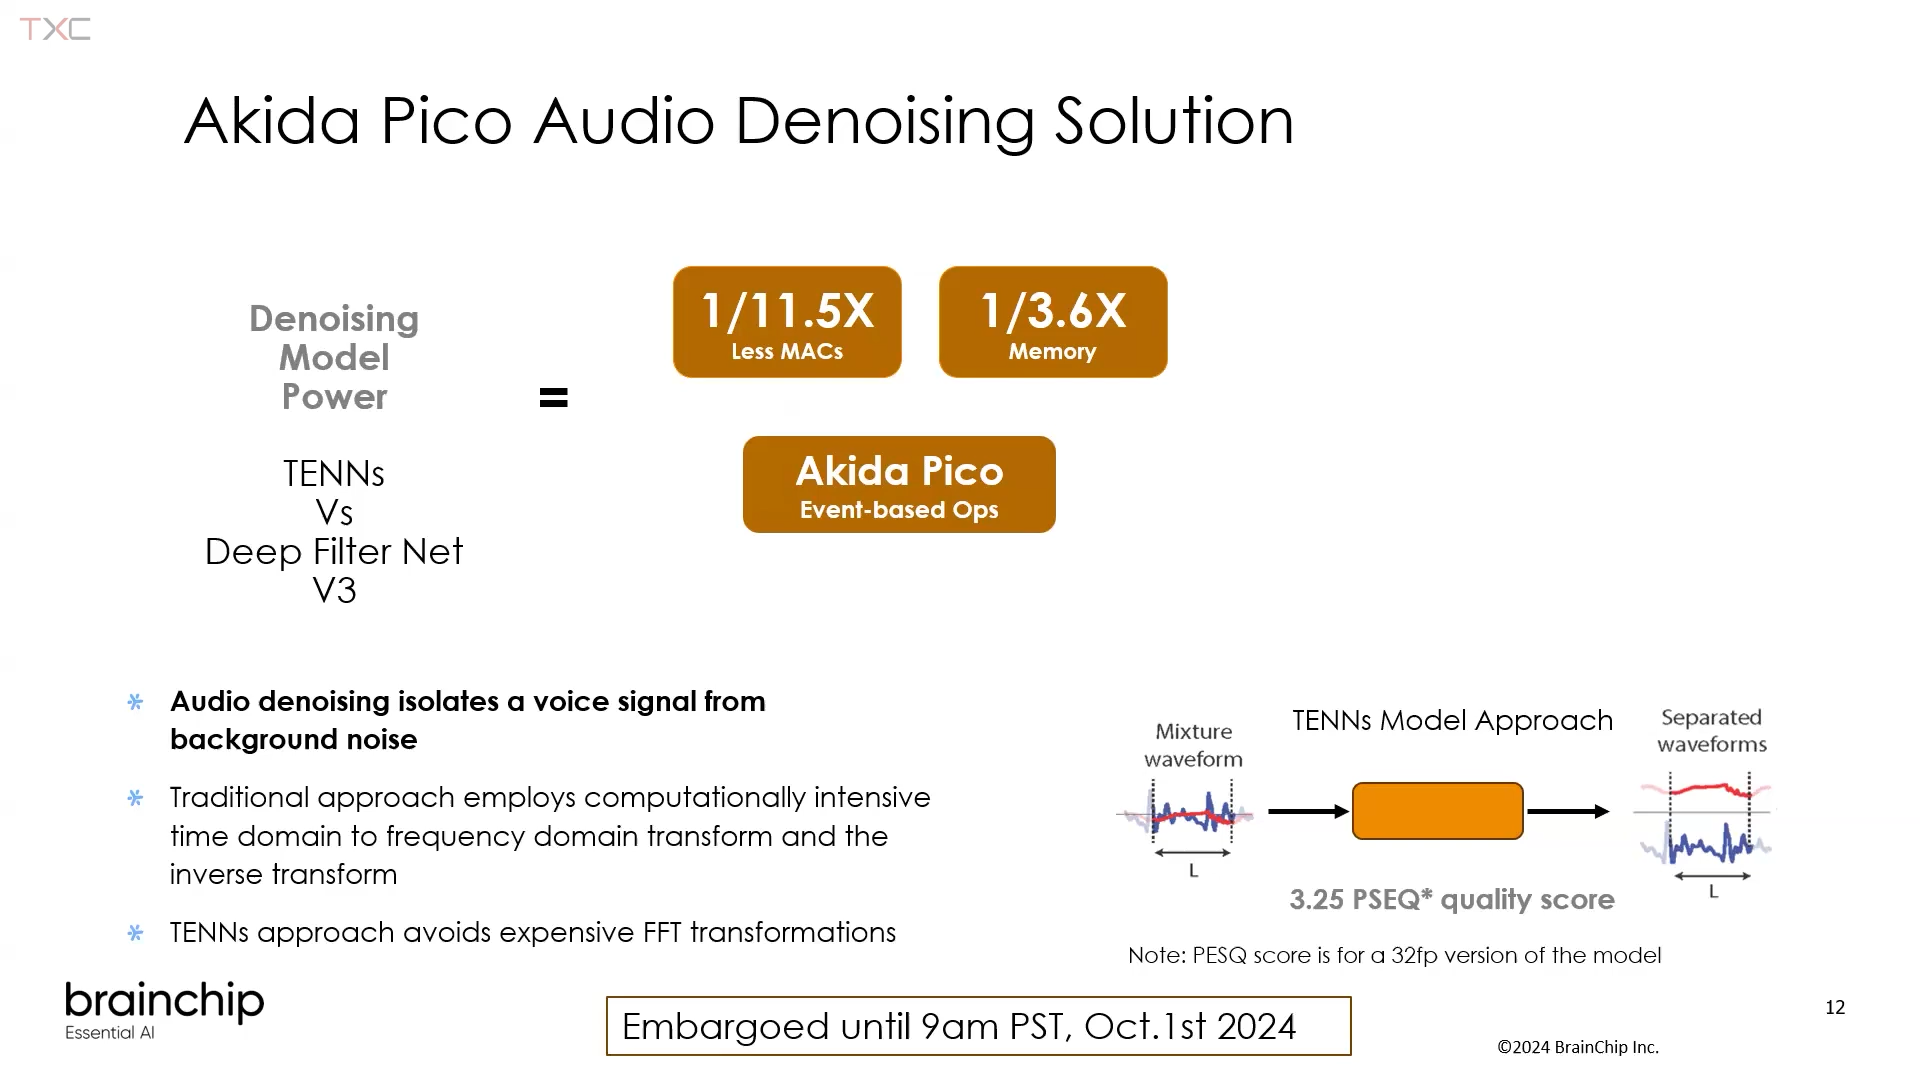 TXC
Akida Pico Audio Denoising Solution
Denoising
Model
Power
TENNs
Vs
Deep Filter Net
V3
=
1/11.5X
Less MACs
1/3.6X
Memory
Akida Pico
Event-based Ops
* Audio denoising isolates a voice signal from
background noise
* Traditional approach employs computationally intensive
time domain to frequency domain transform and the
inverse transform
* TENNs approach avoids expensive FFT transformations
Mixture
waveform
L
TENNs Model Approach
Separated
waveforms
L
3.25 PSEQ* quality score
Note: PESQ score is for a 32fp version of the model
brainchip
Essential AI
Embargoed until 9am PST, Oct.1st 2024
12
©2024 BrainChip Inc.